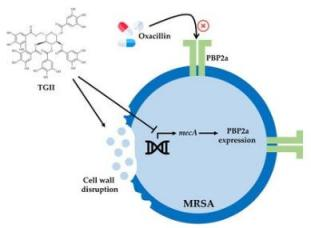 Oxacillin
PBP2a
TGII
mecA
PBP2a
expression
Cell wall
disruption
MRSA